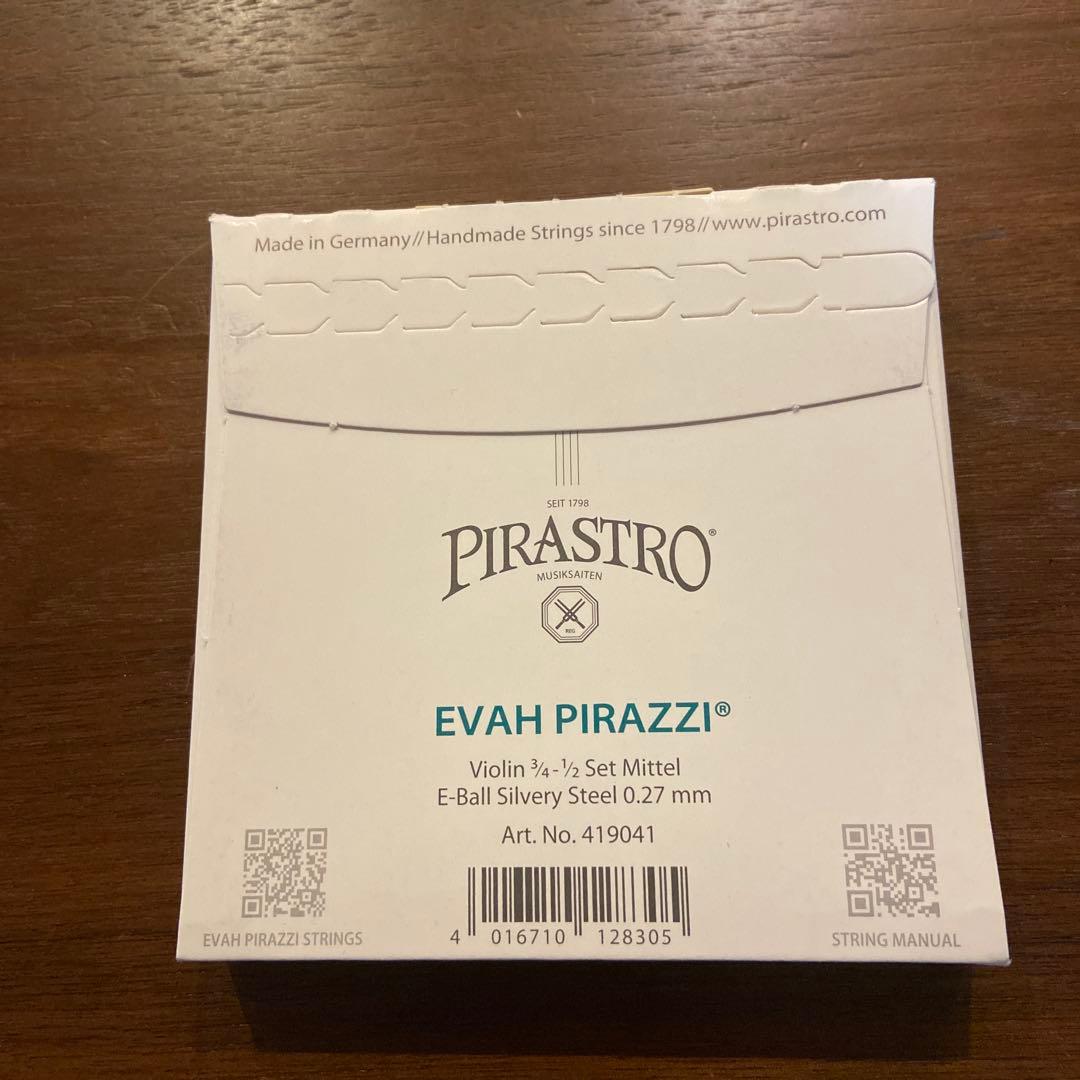 Made in Germany//Handmade Strings since 1798//www.pirastro.com
SEIT 1798
PIRASTRO®
MUSIKSAITEN
REG
EVAH PIRAZZI®
Violin ¾-½ Set Mittel
E-Ball Silvery Steel 0.27 mm
Art. No. 419041
4 016710 128305
EVAH PIRAZZI STRINGS
STRING MANUAL